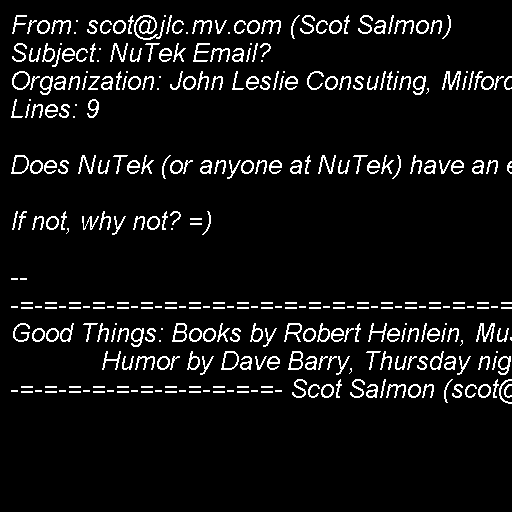 From: scot@jlc.mv.com (Scot Salmon)
Subject: NuTek Email?
Organization: John Leslie Consulting, Milford
Lines: 9
Does NuTek (or anyone at NuTek) have an e
If not, why not? =)
--
-=-=-=-=-=-=-=-=-=-=-=-=-=-=-=-=-=-=-=-=-=
Good Things: Books by Robert Heinlein, Mus
Humor by Dave Barry, Thursday nig
-=-=-=-=-=-=-=-=-=-=-=- Scot Salmon (scot@